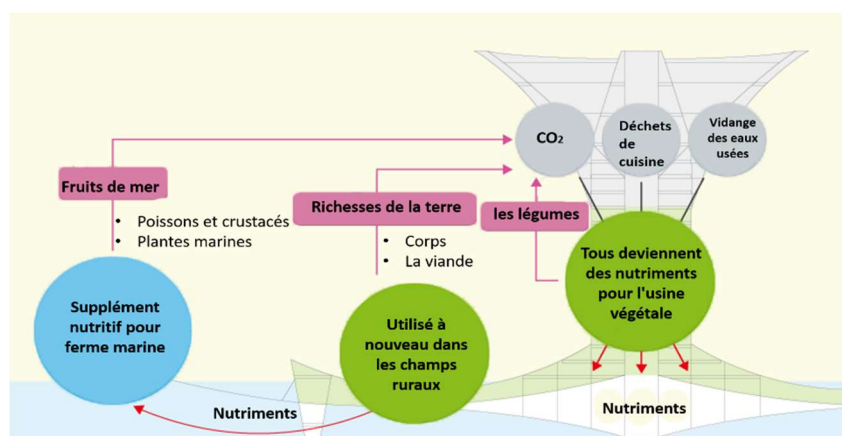 CO₂
Déchets
de
cuisine
Vidange
des eaux
usées
Fruits de mer
• Poissons et crustacés
• Plantes marines
Richesses de la terre
• Corps
• La viande
les légumes
Tous deviennent
des nutriments
pour l'usine
végétale
Supplément
nutritif pour
ferme marine
Utilisé à
nouveau dans
les champs
ruraux
Nutriments
Nutriments